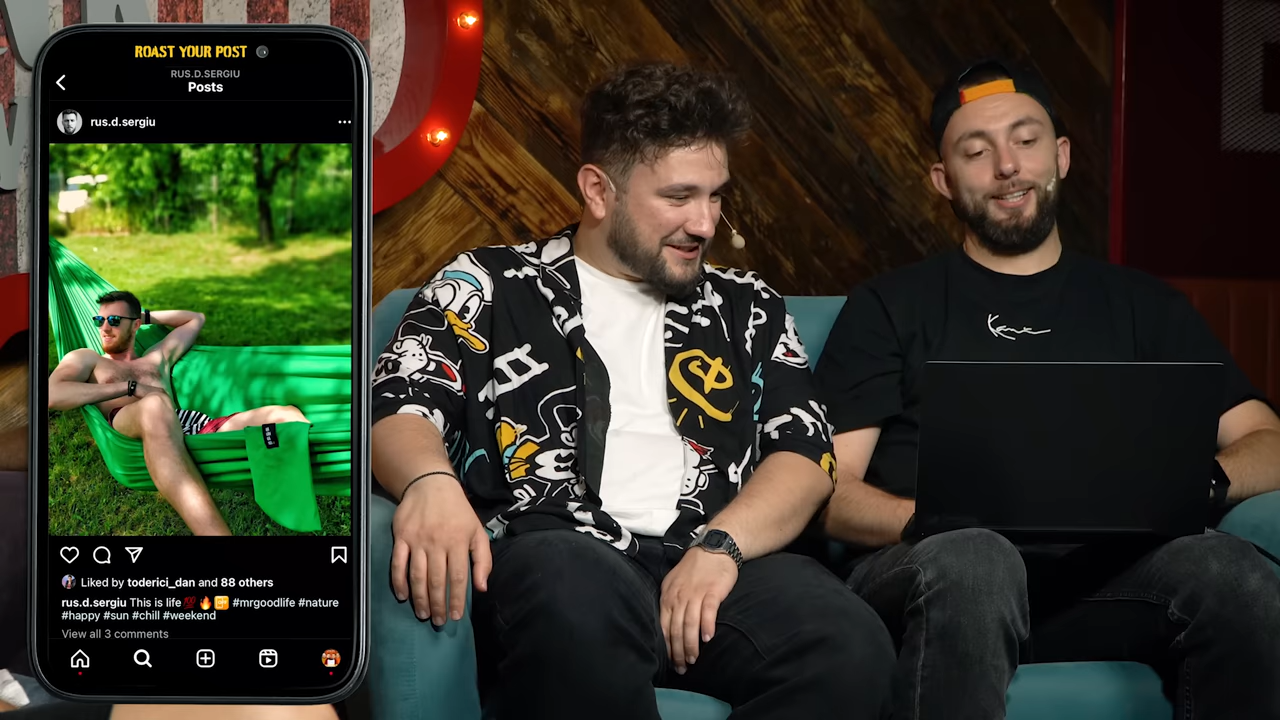 ROAST YOUR POST
RUS.D.SERGIU
Posts
rus.d.sergiu
Liked by toderici_dan and 88 others
rus.d.sergiu This is life💯🔥 #mrgoodlife #nature
#happy #sun #chill #weekend
View all 3 comments